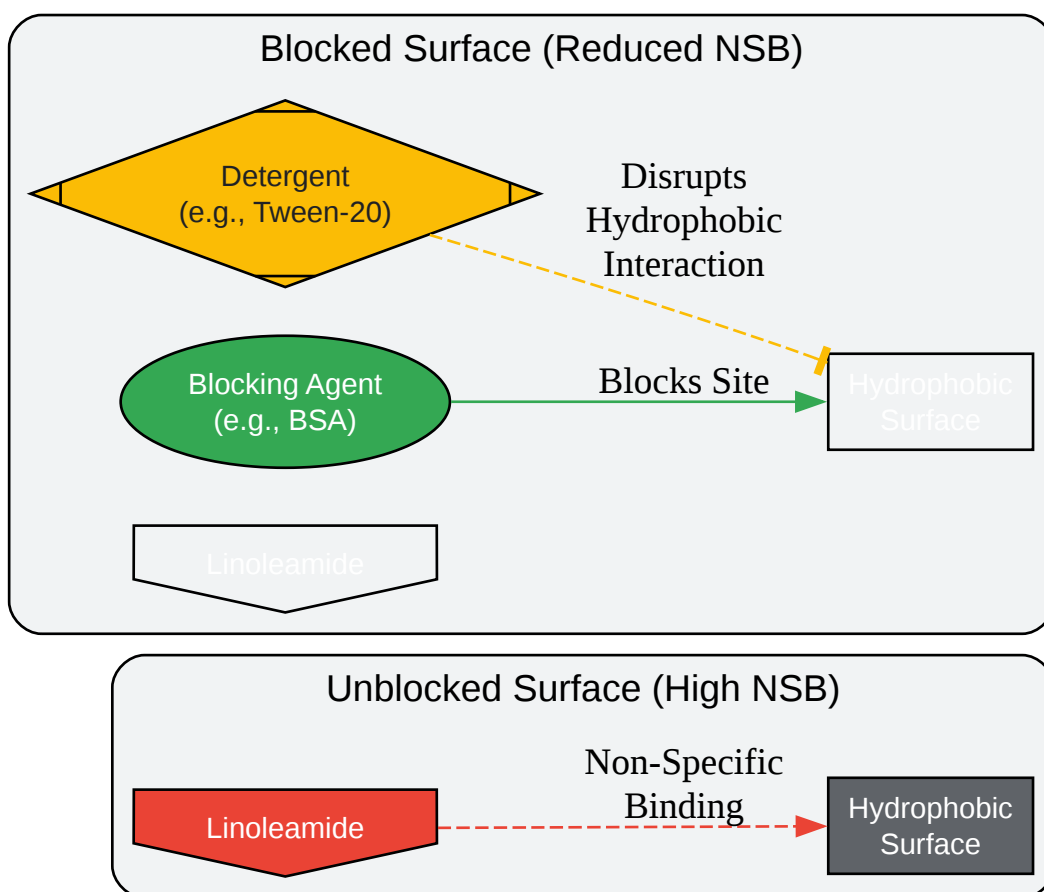 Blocked Surface (Reduced NSB)
Detergent
(e.g., Tween-20)
Disrupts
Hydrophobic
Interaction
Blocking Agent
(e.g., BSA)
Blocks Site
Hydrophobic
Surface
Linoleamide
Unblocked Surface (High NSB)
Linoleamide
Non-Specific
Binding
Hydrophobic
Surface